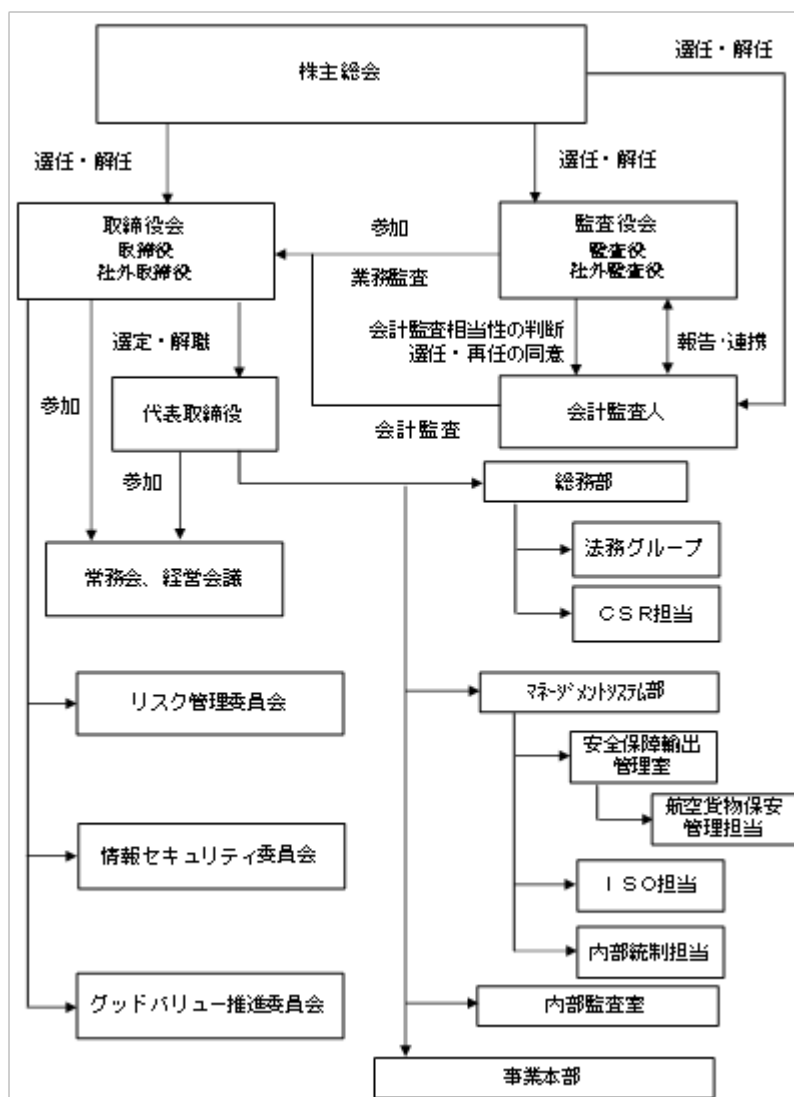 株主総会
選任・解任
選任・解任
選任・解任
取締役会
取締役
社外取締役
参加
業務監査
監査役会
監査役
社外監査役
選定・解職
会計監査相当性の判断
選任・再任の同意
報告・連携
参加
代表取締役
会計監査
会計監査人
参加
総務部
常務会、経営会議
法務グループ
ＣＳＲ担当
リスク管理委員会
ﾏﾈｰｼﾞﾒﾝﾄｼｽﾃﾑ部
安全保障輸出
管理室
航空貨物保安
管理担当
情報セキュリティ委員会
ＩＳＯ担当
内部統制担当
グッドバリュー推進委員会
内部監査室
事業本部